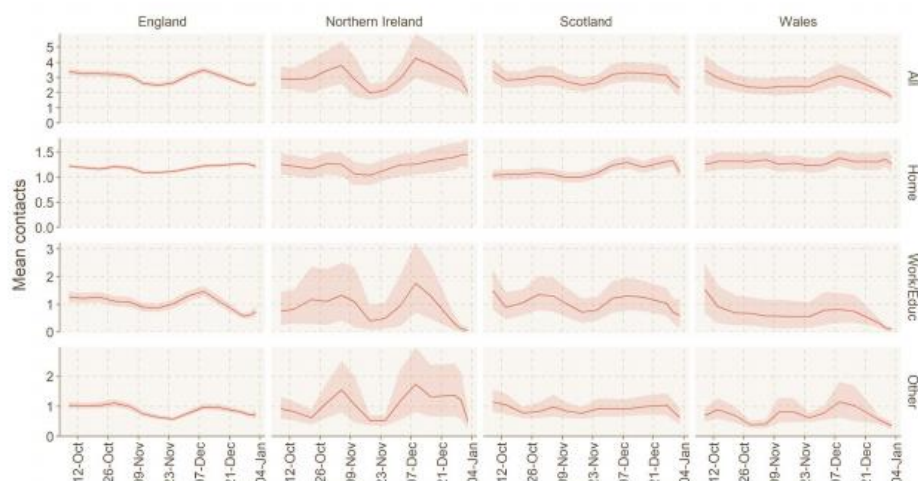 England Northern Ireland Scotland Wales
Mean contacts
5
4
3
2
1
0
All
1.5
1.0
0.5
0.0
Home
3
2
1
0
Work/Educ
2
1
0
Other
12-Oct 26-Oct 09-Nov 23-Nov 07-Dec 21-Dec 04-Jan 12-Oct 26-Oct 09-Nov 23-Nov 07-Dec 21-Dec 04-Jan 12-Oct 26-Oct 09-Nov 23-Nov 07-Dec 21-Dec 04-Jan 12-Oct 26-Oct 09-Nov 23-Nov 07-Dec 21-Dec 04-Jan